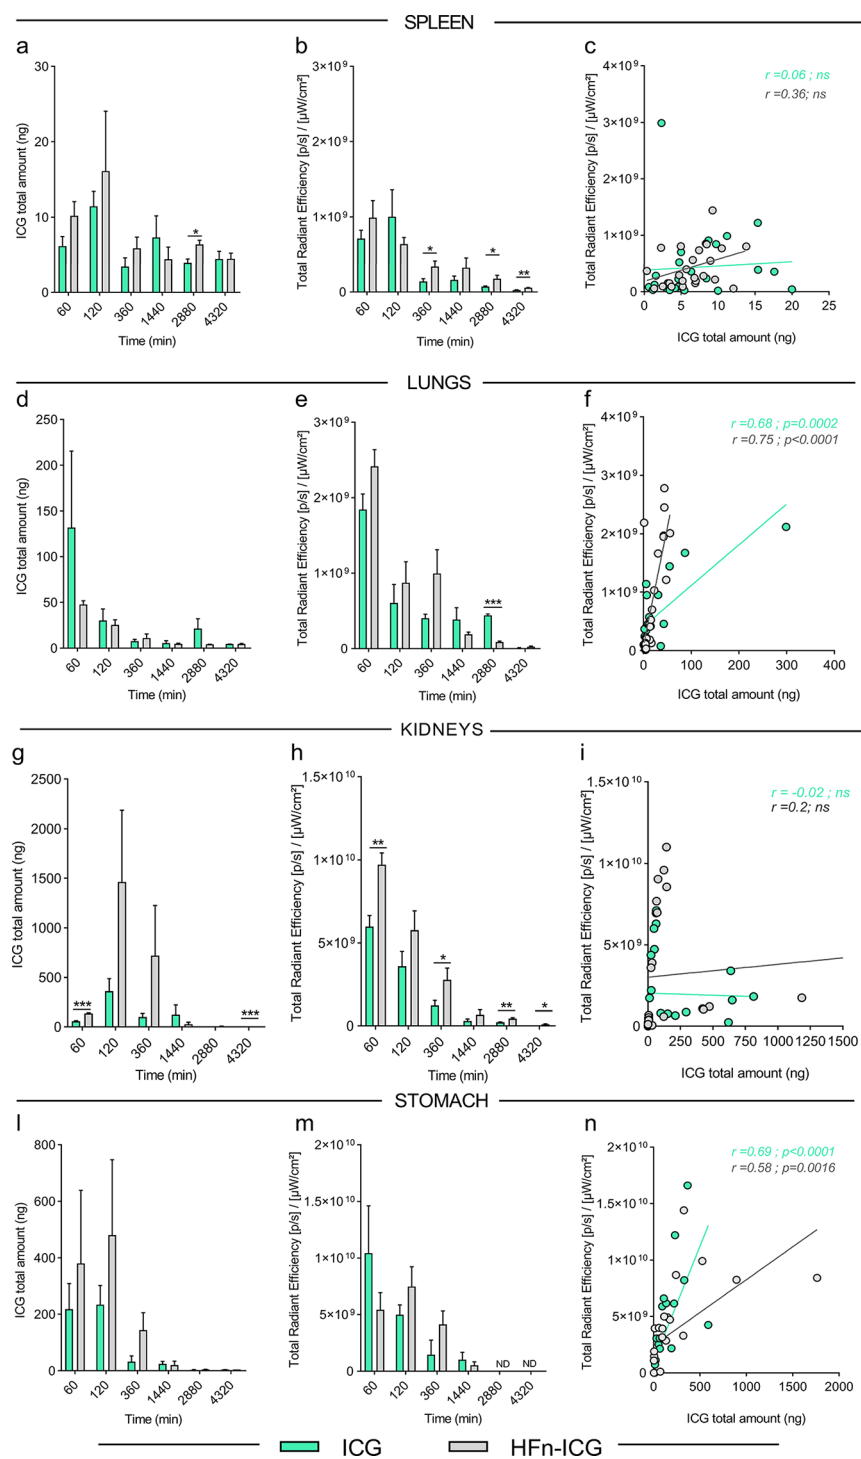 SPLEEN
a
ICG total amount (ng)
30
20
10
0
60
120
360
1440
2880
4320
*
Time (min)
b
Total Radiant Efficiency [p/s] / [µW/cm²]
3×10⁹
2×10⁹
1×10⁹
0
60
120
360
1440
2880
4320
*
*
**
Time (min)
c
Total Radiant Efficiency [p/s] / [µW/cm²]
r =0.06 ; ns
r =0.36; ns
4×10⁹
3×10⁹
2×10⁹
1×10⁹
0
0 5 10 15 20 25
ICG total amount (ng)
LUNGS
d
ICG total amount (ng)
250
200
150
100
50
0
60
120
360
1440
2880
4320
Time (min)
e
Total Radiant Efficiency [p/s] / [µW/cm²]
3×10⁹
2×10⁹
1×10⁹
0
60
120
360
1440
2880
4320
***
Time (min)
f
Total Radiant Efficiency [p/s] / [µW/cm²]
r =0.68 ; p=0.0002
r =0.75 ; p<0.0001
4×10⁹
3×10⁹
2×10⁹
1×10⁹
0
0 100 200 300 400
ICG total amount (ng)
KIDNEYS
g
ICG total amount (ng)
2500
2000
1500
1000
500
0
60
120
360
1440
2880
4320
***
***
Time (min)
h
Total Radiant Efficiency [p/s] / [µW/cm²]
1.5×10¹⁰
1×10¹⁰
5×10⁹
0
60
120
360
1440
2880
4320
**
*
**
*
Time (min)
i
Total Radiant Efficiency [p/s] / [µW/cm²]
r = -0.02 ; ns
r =0.2; ns
1.5×10¹⁰
1×10¹⁰
5×10⁹
0
0 250 500 750 1000 1250 1500
ICG total amount (ng)
STOMACH
l
ICG total amount (ng)
800
600
400
200
0
60
120
360
1440
2880
4320
Time (min)
m
Total Radiant Efficiency [p/s] / [µW/cm²]
2×10¹⁰
2×10¹⁰
1×10¹⁰
5×10⁹
0
ND
ND
60
120
360
1440
2880
4320
Time (min)
n
Total Radiant Efficiency [p/s] / [µW/cm²]
r =0.69 ; p<0.0001
r =0.58 ; p=0.0016
2×10¹⁰
2×10¹⁰
1×10¹⁰
5×10⁹
0
0 500 1000 1500 2000
ICG total amount (ng)
ICG
HFn-ICG